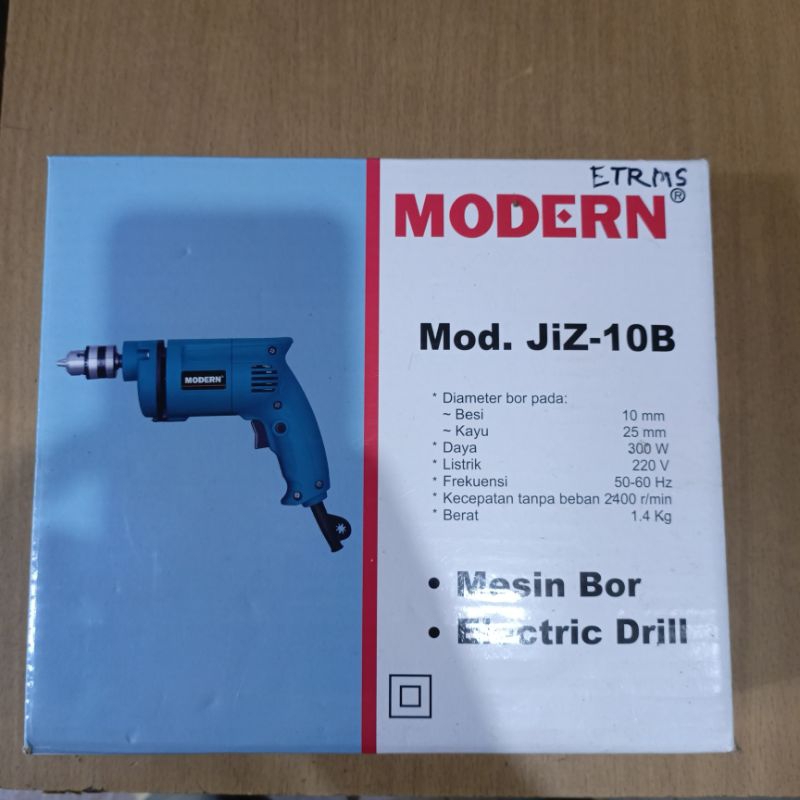 ETRMS
MODERN®
Mod. JiZ-10B
* Diameter bor pada:
~ Besi 10 mm
~ Kayu 25 mm
* Daya 300 W
* Listrik 220 V
* Frekuensi 50-60 Hz
* Kecepatan tanpa beban 2400 r/min
* Berat 1.4 Kg
• Mesin Bor
• Electric Drill
MODERN